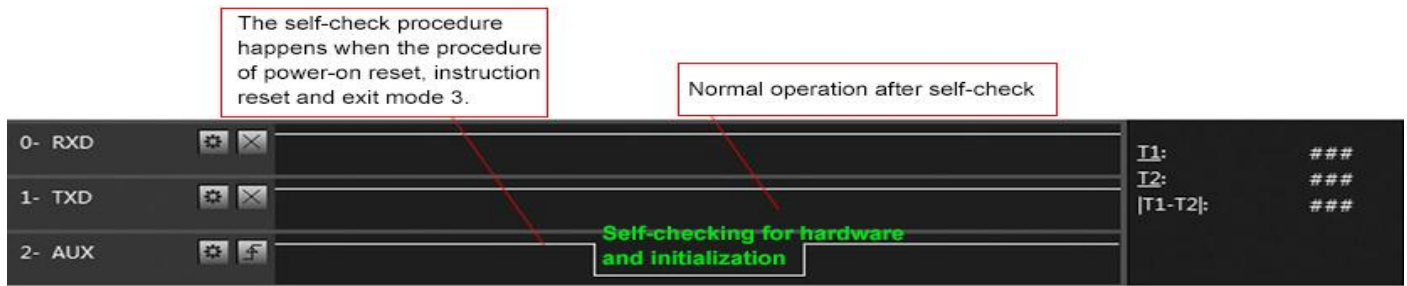 The self-check procedure
happens when the procedure
of power-on reset, instruction
reset and exit mode 3.
Normal operation after self-check
0- RXD
T1: ###
1- TXD
T2: ###
|T1-T2|: ###
2- AUX
Self-checking for hardware
and initialization